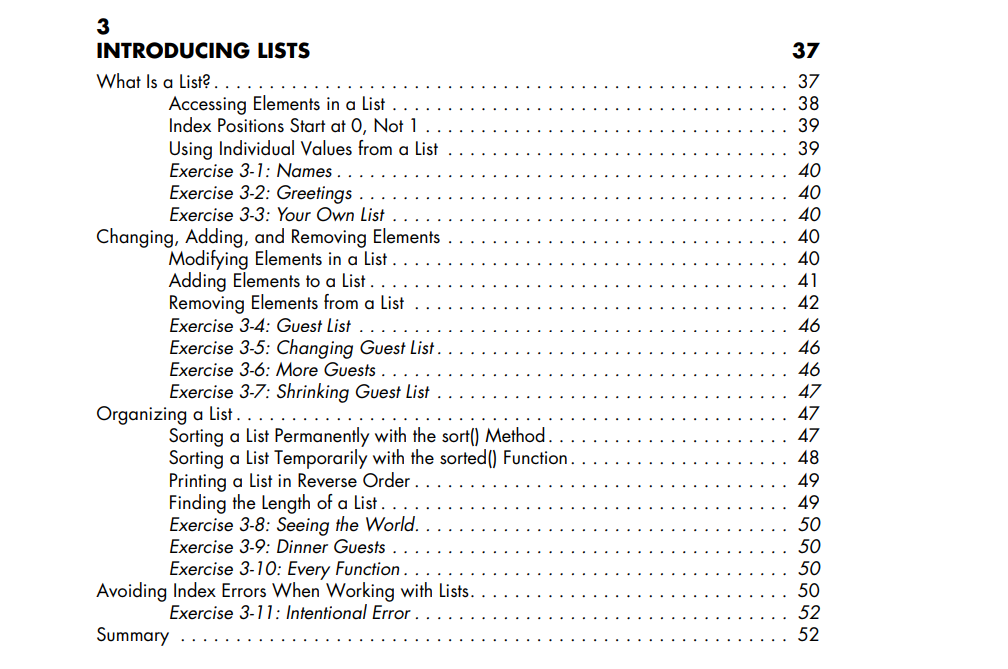 3
INTRODUCING LISTS 37
What Is a List? . . . . . . . . . . . . . . . . . . . . . . . . . . . . . . . . . . . . . . . . . . . . . . . . . . . . 37
Accessing Elements in a List . . . . . . . . . . . . . . . . . . . . . . . . . . . . . . . . . . . . 38
Index Positions Start at 0, Not 1 . . . . . . . . . . . . . . . . . . . . . . . . . . . . . . . . . 39
Using Individual Values from a List . . . . . . . . . . . . . . . . . . . . . . . . . . . . . . . 39
Exercise 3-1: Names . . . . . . . . . . . . . . . . . . . . . . . . . . . . . . . . . . . . . . . . . 40
Exercise 3-2: Greetings . . . . . . . . . . . . . . . . . . . . . . . . . . . . . . . . . . . . . . . 40
Exercise 3-3: Your Own List . . . . . . . . . . . . . . . . . . . . . . . . . . . . . . . . . . . . 40
Changing, Adding, and Removing Elements . . . . . . . . . . . . . . . . . . . . . . . . . . . . . . . 40
Modifying Elements in a List . . . . . . . . . . . . . . . . . . . . . . . . . . . . . . . . . . . . 40
Adding Elements to a List . . . . . . . . . . . . . . . . . . . . . . . . . . . . . . . . . . . . . . 41
Removing Elements from a List . . . . . . . . . . . . . . . . . . . . . . . . . . . . . . . . . . 42
Exercise 3-4: Guest List . . . . . . . . . . . . . . . . . . . . . . . . . . . . . . . . . . . . . . . 46
Exercise 3-5: Changing Guest List . . . . . . . . . . . . . . . . . . . . . . . . . . . . . . . . 46
Exercise 3-6: More Guests . . . . . . . . . . . . . . . . . . . . . . . . . . . . . . . . . . . . . 46
Exercise 3-7: Shrinking Guest List . . . . . . . . . . . . . . . . . . . . . . . . . . . . . . . . 47
Organizing a List . . . . . . . . . . . . . . . . . . . . . . . . . . . . . . . . . . . . . . . . . . . . . . . . . . 47
Sorting a List Permanently with the sort() Method . . . . . . . . . . . . . . . . . . . . . . 47
Sorting a List Temporarily with the sorted() Function . . . . . . . . . . . . . . . . . . . . 48
Printing a List in Reverse Order . . . . . . . . . . . . . . . . . . . . . . . . . . . . . . . . . . 49
Finding the Length of a List . . . . . . . . . . . . . . . . . . . . . . . . . . . . . . . . . . . . . 49
Exercise 3-8: Seeing the World . . . . . . . . . . . . . . . . . . . . . . . . . . . . . . . . . . 50
Exercise 3-9: Dinner Guests . . . . . . . . . . . . . . . . . . . . . . . . . . . . . . . . . . . . 50
Exercise 3-10: Every Function . . . . . . . . . . . . . . . . . . . . . . . . . . . . . . . . . . . 50
Avoiding Index Errors When Working with Lists . . . . . . . . . . . . . . . . . . . . . . . . . . . . . 50
Exercise 3-11: Intentional Error . . . . . . . . . . . . . . . . . . . . . . . . . . . . . . . . . . 52
Summary . . . . . . . . . . . . . . . . . . . . . . . . . . . . . . . . . . . . . . . . . . . . . . . . . . . . . . . 52